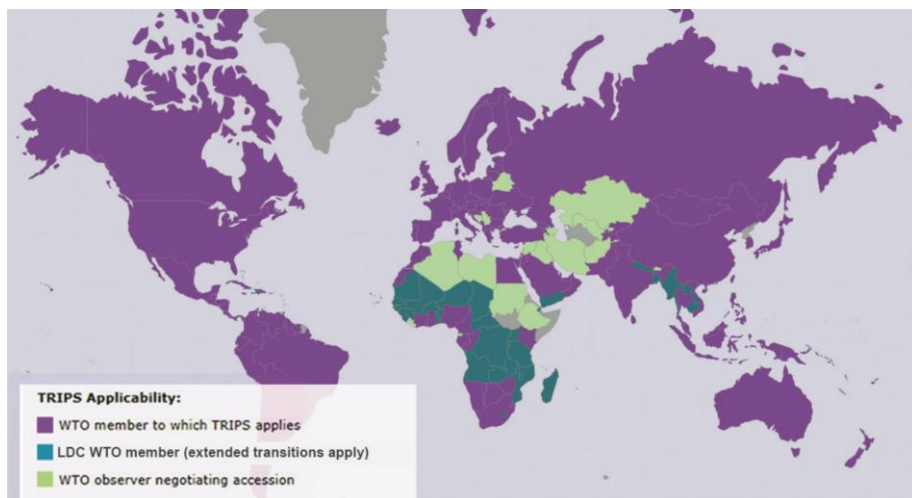 TRIPS Applicability:
WTO member to which TRIPS applies
LDC WTO member (extended transitions apply)
WTO observer negotiating accession